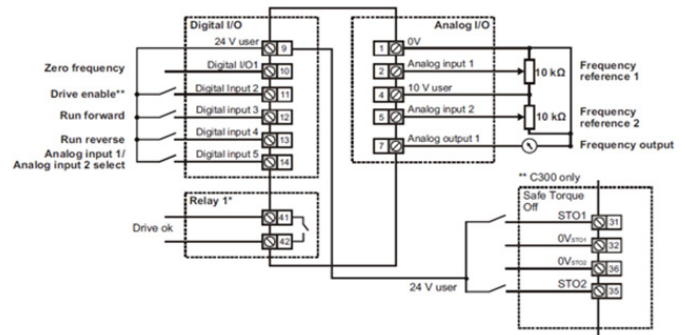 Digital I/O
24 V user
9
Zero frequency
Digital I/O1
10
Drive enable**
Digital Input 2
11
Run forward
Digital input 3
12
Run reverse
Digital input 4
13
Analog input 1/
Analog input 2 select
Digital input 5
14
Relay 1*
41
Drive ok
42
Analog I/O
1
0V
2
Analog input 1
10 kΩ
Frequency
reference 1
4
10 V user
5
Analog input 2
10 kΩ
Frequency
reference 2
7
Analog output 1
Frequency output
** C300 only
Safe Torque
Off
STO1
31
0VSTO1
32
0VSTO2
36
24 V user
STO2
35